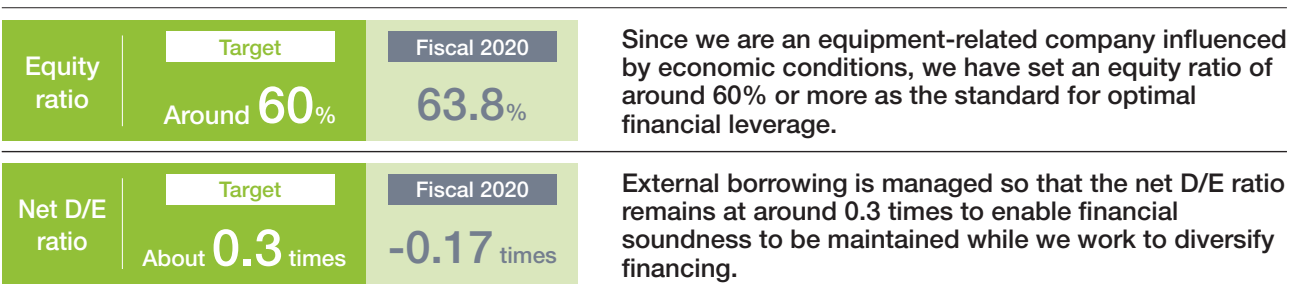 Equity
ratio
Target
Around 60%
Fiscal 2020
63.8%
Since we are an equipment-related company influenced
by economic conditions, we have set an equity ratio of
around 60% or more as the standard for optimal
financial leverage.
Net D/E
ratio
Target
About 0.3 times
Fiscal 2020
-0.17 times
External borrowing is managed so that the net D/E ratio
remains at around 0.3 times to enable financial
soundness to be maintained while we work to diversify
financing.